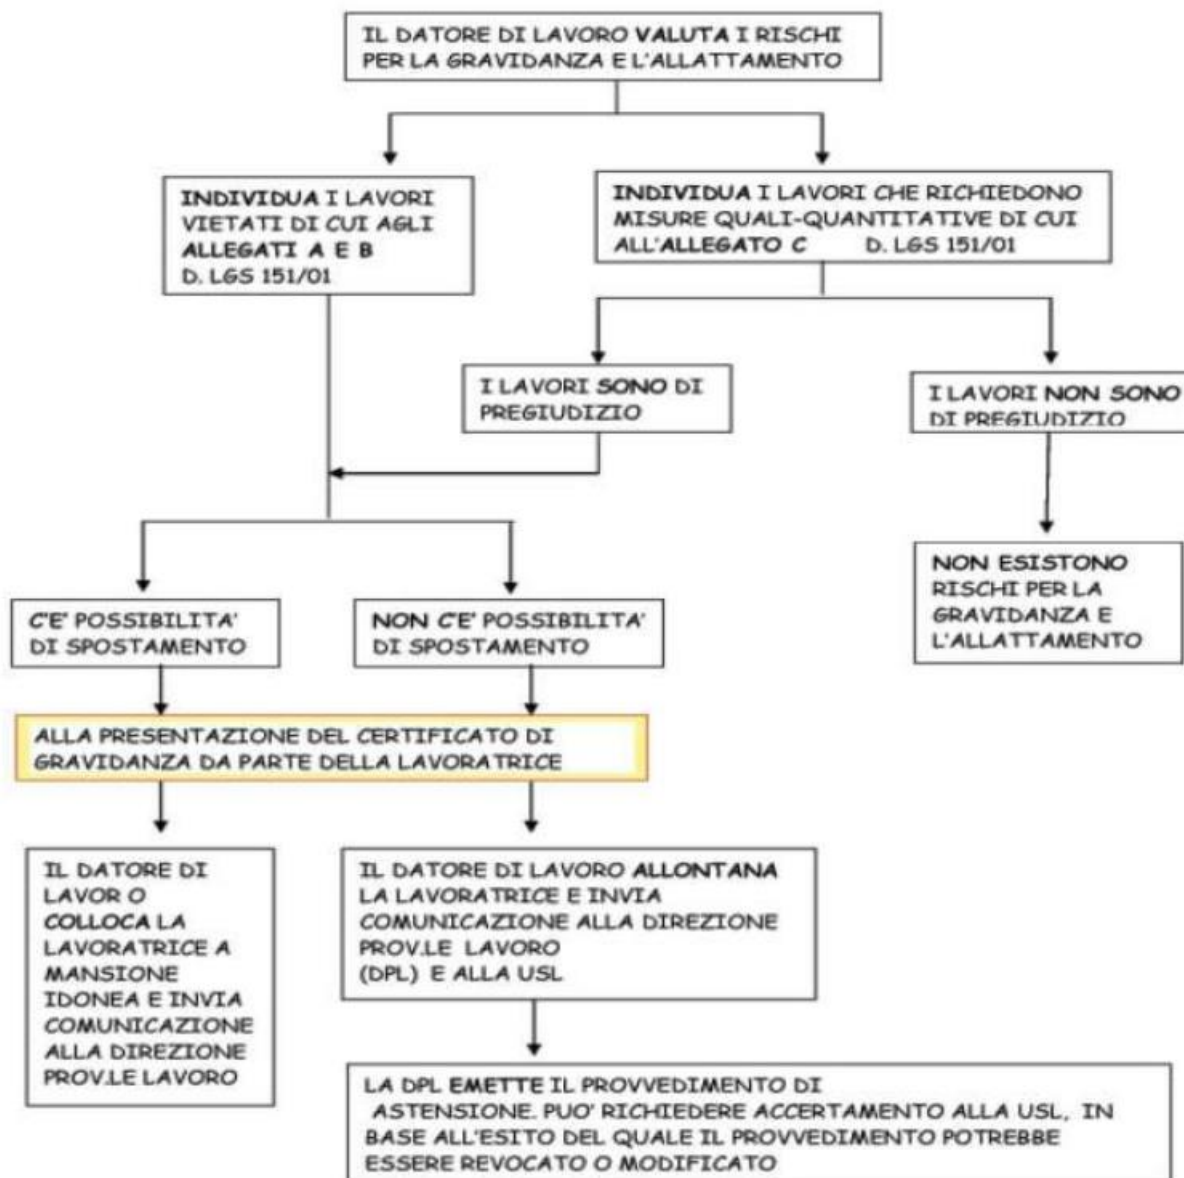 IL DATORE DI LAVORO VALUTA I RISCHI
PER LA GRAVIDANZA E L'ALLATTAMENTO
INDIVIDUA I LAVORI
VIETATI DI CUI AGLI
ALLEGATI A E B
D. LGS 151/01
INDIVIDUA I LAVORI CHE RICHIEDONO
MISURE QUALI-QUANTITATIVE DI CUI
ALL'ALLEGATO C D. LGS 151/01
I LAVORI SONO DI
PREGIUDIZIO
I LAVORI NON SONO
DI PREGIUDIZIO
C'E' POSSIBILITA'
DI SPOSTAMENTO
NON C'E' POSSIBILITA'
DI SPOSTAMENTO
NON ESISTONO
RISCHI PER LA
GRAVIDANZA E
L'ALLATTAMENTO
ALLA PRESENTAZIONE DEL CERTIFICATO DI
GRAVIDANZA DA PARTE DELLA LAVORATRICE
IL DATORE DI
LAVOR O
COLLOCA LA
LAVORATRICE A
MANSIONE
IDONEA E INVIA
COMUNICAZIONE
ALLA DIREZIONE
PROV.LE LAVORO
IL DATORE DI LAVORO ALLONTANA
LA LAVORATRICE E INVIA
COMUNICAZIONE ALLA DIREZIONE
PROV.LE LAVORO
(DPL) E ALLA USL
LA DPL EMETTE IL PROVVEDIMENTO DI
ASTENSIONE. PUO' RICHIEDERE ACCERTAMENTO ALLA USL, IN
BASE ALL'ESITO DEL QUALE IL PROVVEDIMENTO POTREBBE
ESSERE REVOCATO O MODIFICATO